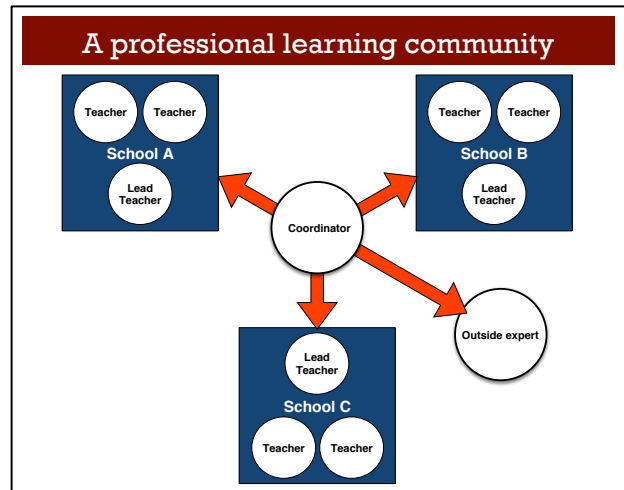 A professional learning community
Teacher
Teacher
School A
Lead
Teacher
Teacher
Teacher
School B
Lead
Teacher
Coordinator
Outside expert
Lead
Teacher
School C
Teacher
Teacher